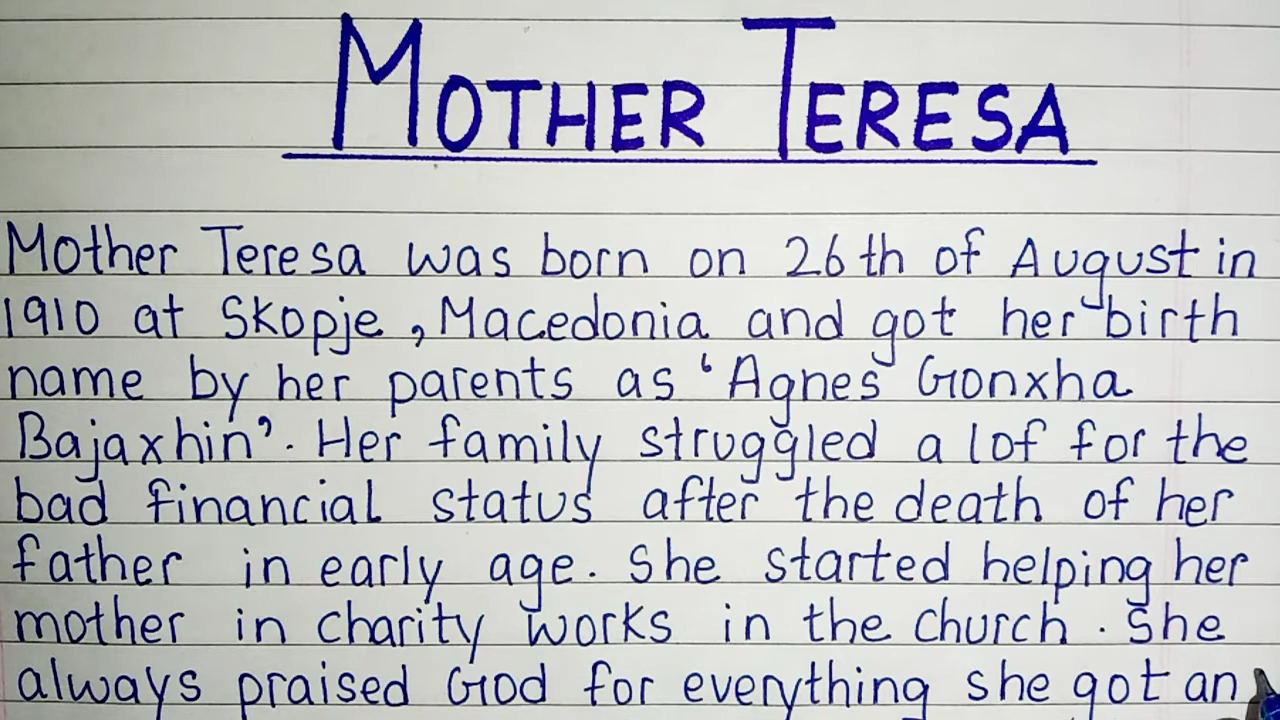 MOTHER TERESA
Mother Teresa was born on 26th of August in
1910 at Skopje, Macedonia and got her birth
name by her parents as 'Agnes Gonxha
Bajaxhin'. Her family struggled a lof for the
bad financial status after the death of her
father in early age. She started helping her
mother in charity works in the church. She
always praised God for everything she got an